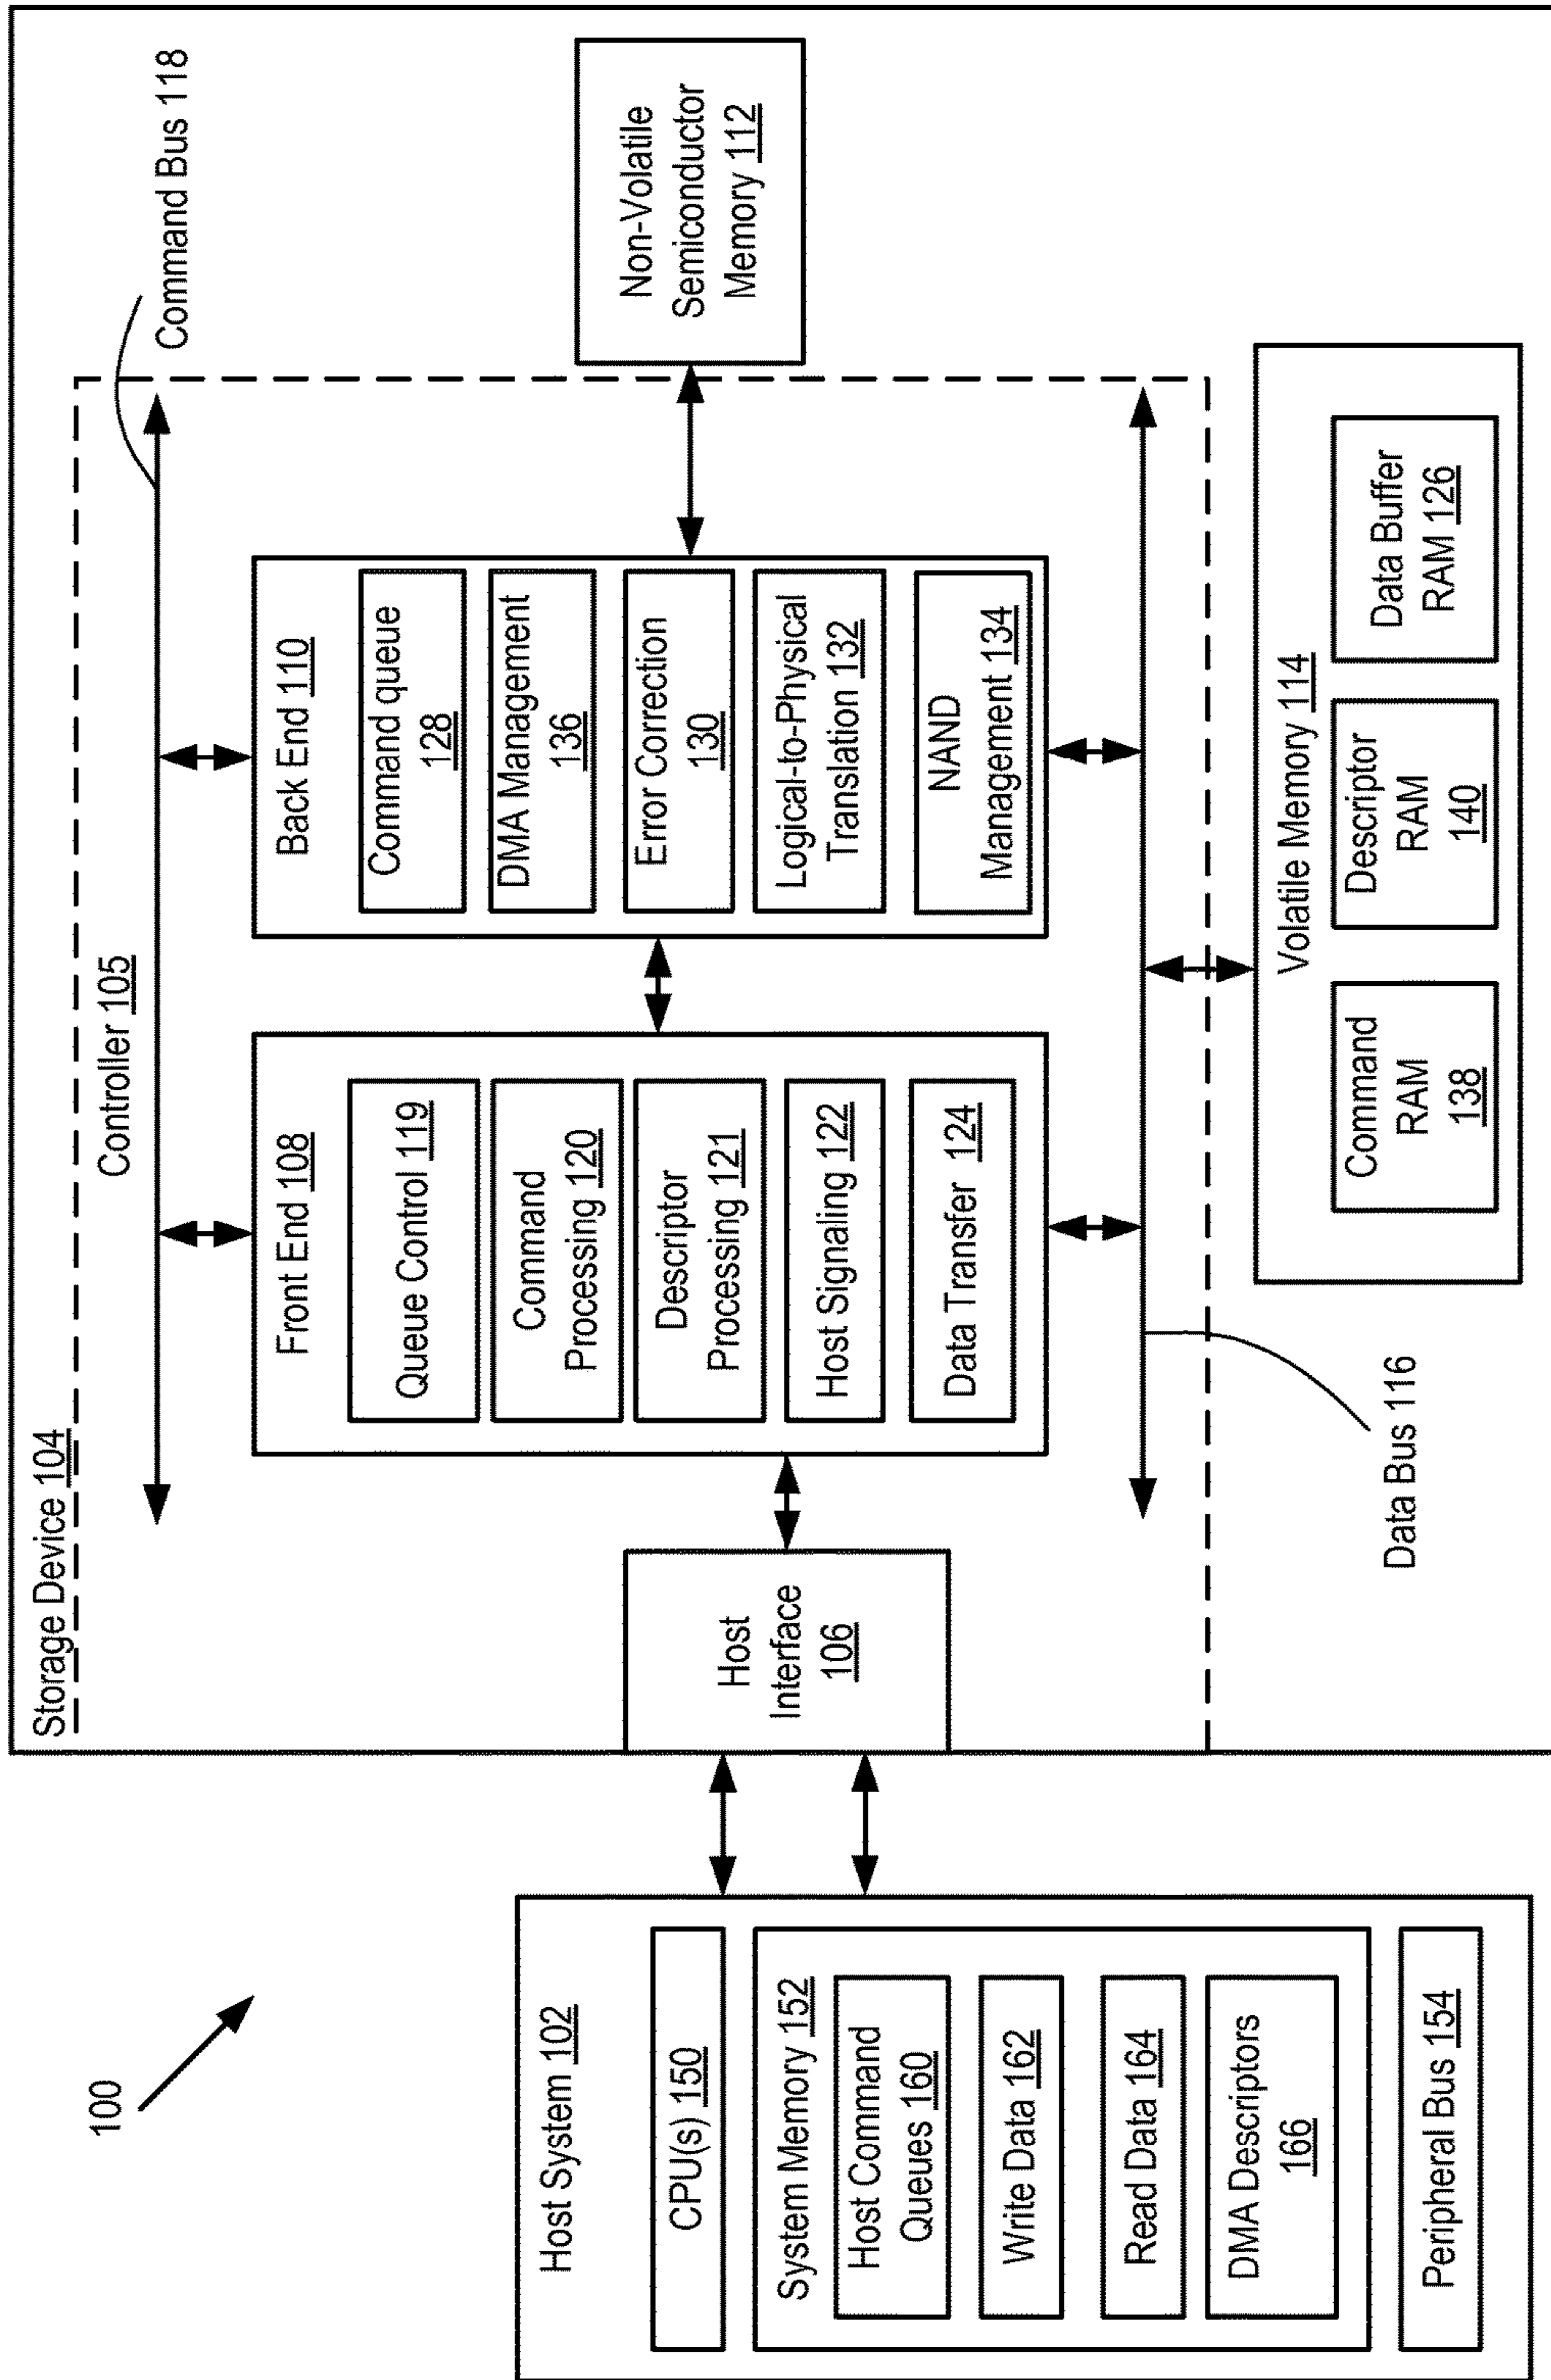 100
Host System 102
CPU(s) 150
System Memory 152
Host Command
Queues 160
Write Data 162
Read Data 164
DMA Descriptors
166
Peripheral Bus 154
Storage Device 104
Controller 105
Command Bus 118
Host
Interface
106
Front End 108
Queue Control 119
Command
Processing 120
Descriptor
Processing 121
Host Signaling 122
Data Transfer 124
Back End 110
Command queue
128
DMA Management
136
Error Correction
130
Logical-to-Physical
Translation 132
NAND
Management 134
Non-Volatile
Semiconductor
Memory 112
Data Bus 116
Volatile Memory 114
Command
RAM
138
Descriptor
RAM
140
Data Buffer
RAM 126